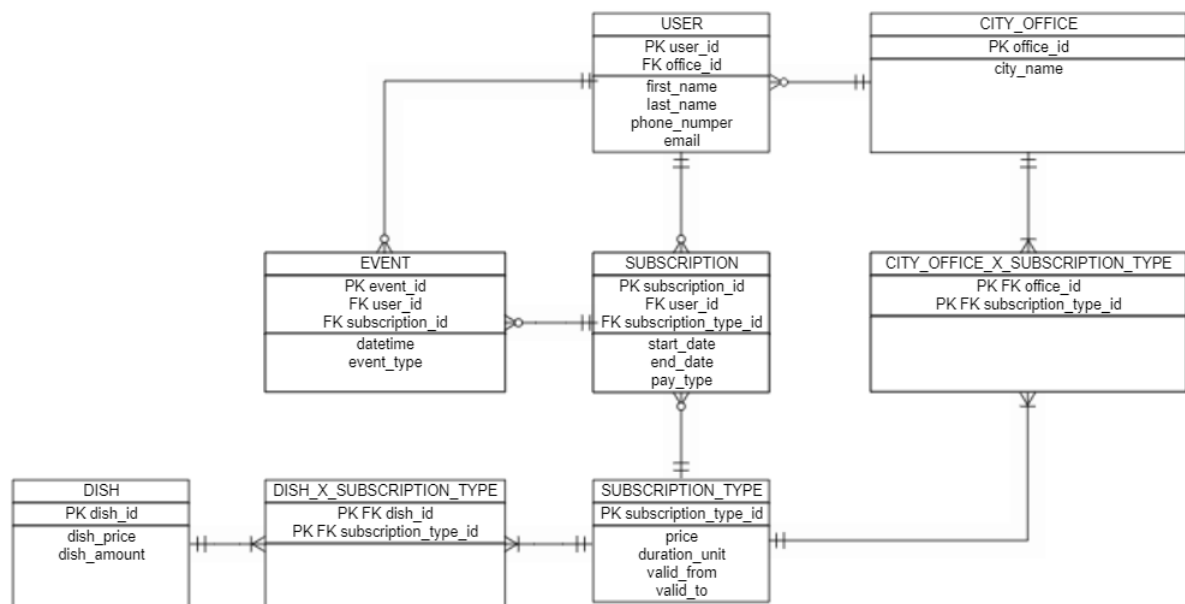 USER
PK user_id
FK office_id
first_name
last_name
phone_numper
email
CITY_OFFICE
PK office_id
city_name
EVENT
PK event_id
FK user_id
FK subscription_id
datetime
event_type
SUBSCRIPTION
PK subscription_id
FK user_id
FK subscription_type_id
start_date
end_date
pay_type
CITY_OFFICE_X_SUBSCRIPTION_TYPE
PK FK office_id
PK FK subscription_type_id
DISH
PK dish_id
dish_price
dish_amount
DISH_X_SUBSCRIPTION_TYPE
PK FK dish_id
PK FK subscription_type_id
SUBSCRIPTION_TYPE
PK subscription_type_id
price
duration_unit
valid_from
valid_to